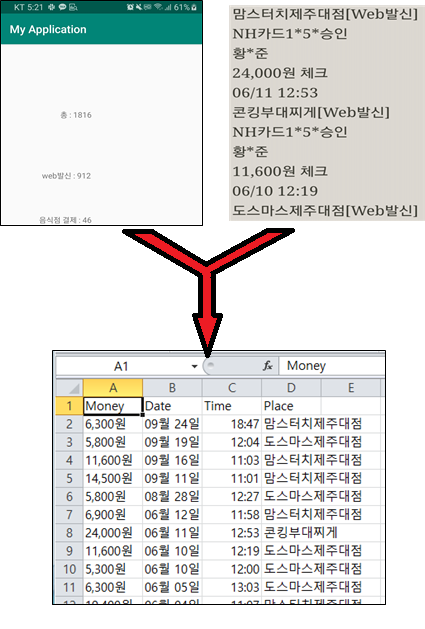 KT 5:21 61%
My Application
총 : 1816
web발신 : 912
음식점 결제 : 46
맘스터치제주대점[Web발신]
NH카드1*5*승인
황*준
24,000원 체크
06/11 12:53
콘킹부대찌게[Web발신]
NH카드1*5*승인
황*준
11,600원 체크
06/10 12:19
도스마스제주대점[Web발신]
A1 fx Money
A B C D E
1 Money Date Time Place
2 6,300원 09월 24일 18:47 맘스터치제주대점
3 5,800원 09월 19일 12:04 도스마스제주대점
4 11,600원 09월 16일 11:03 맘스터치제주대점
5 14,500원 09월 11일 11:01 맘스터치제주대점
6 5,800원 08월 28일 12:27 도스마스제주대점
7 6,900원 06월 12일 11:58 맘스터치제주대점
8 24,000원 06월 11일 12:53 콘킹부대찌게
9 11,600원 06월 10일 12:19 도스마스제주대점
10 5,300원 06월 10일 12:00 도스마스제주대점
11 6,300원 06월 05일 13:03 도스마스제주대점